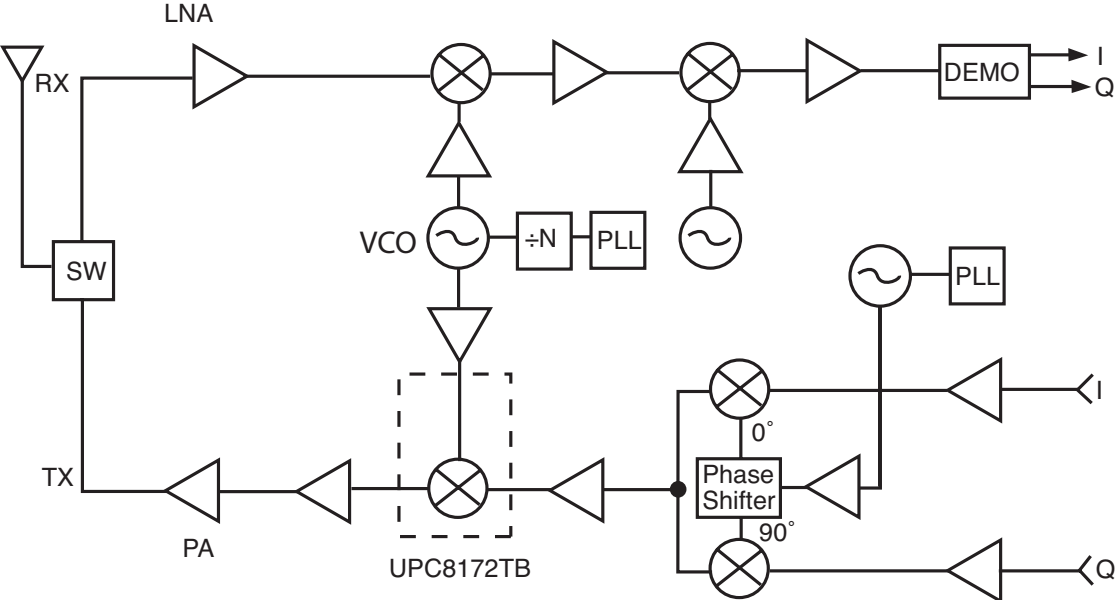 LNA
RX
DEMO
I
Q
SW
VCO
÷N
PLL
PLL
I
0°
TX
Phase
Shifter
90°
PA
UPC8172TB
Q